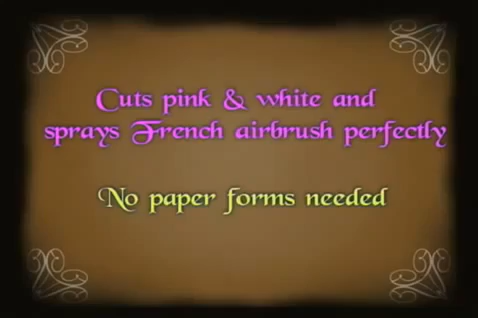 Cuts pink & white and
sprays French airbrush perfectly
No paper forms needed